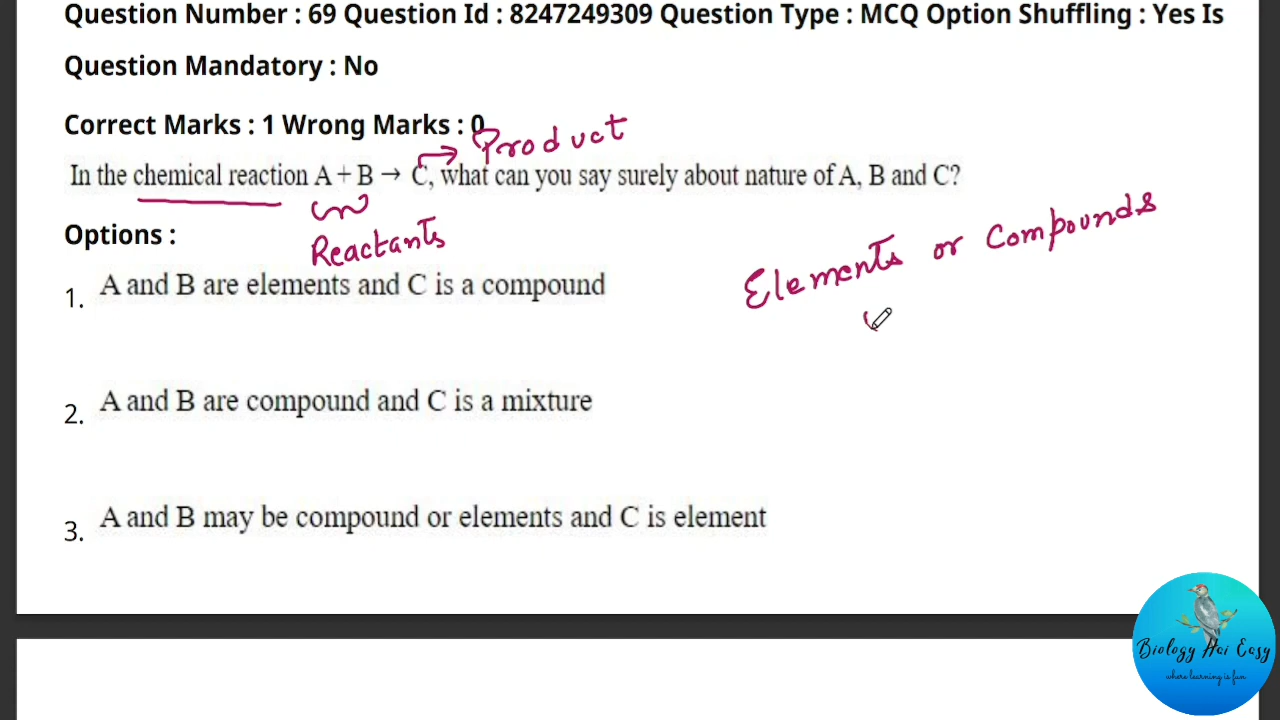 Question Number : 69 Question Id : 8247249309 Question Type : MCQ Option Shuffling : Yes Is
Question Mandatory : No
Correct Marks : 1 Wrong Marks : 0
Product
In the chemical reaction A + B → C, what can you say surely about nature of A, B and C?
Reactants
Elements or Compounds
Options :
1. A and B are elements and C is a compound
2. A and B are compound and C is a mixture
3. A and B may be compound or elements and C is element
Biology Hai Easy
where learning is fun